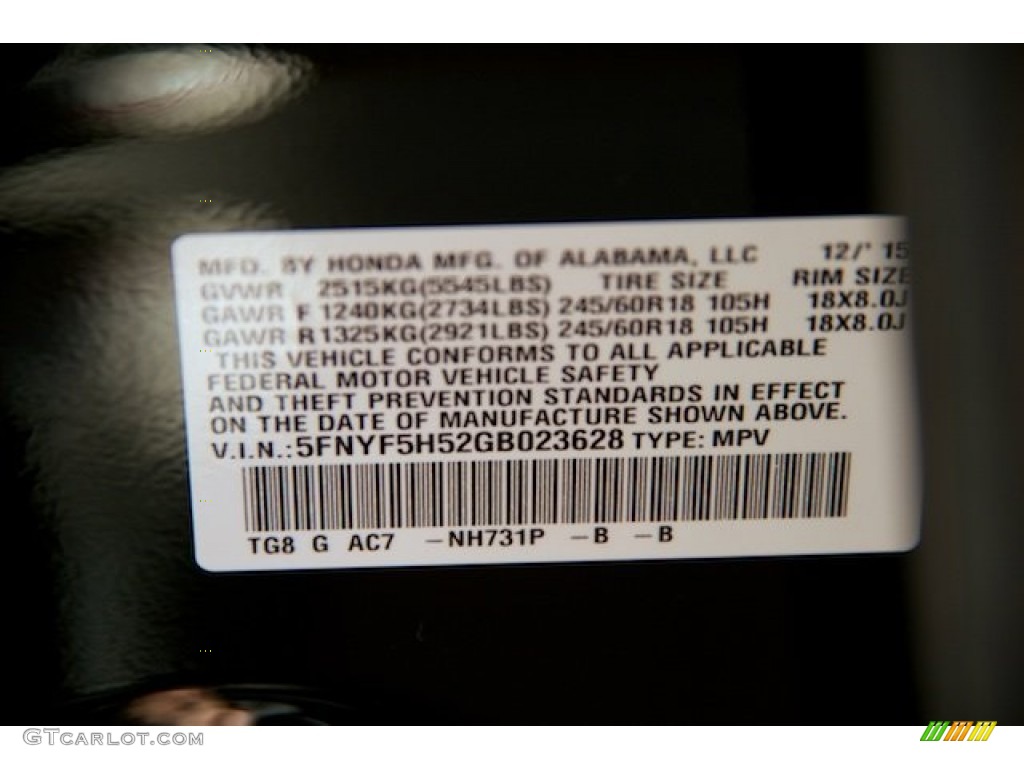 MFD. BY HONDA MFG. OF ALABAMA, LLC 12/' 15
GVWR 2515KG(5545LBS) TIRE SIZE RIM SIZE
GAWR F 1240KG(2734LBS) 245/60R18 105H 18X8.0J
GAWR R 1325KG(2921LBS) 245/60R18 105H 18X8.0J
THIS VEHICLE CONFORMS TO ALL APPLICABLE
FEDERAL MOTOR VEHICLE SAFETY
AND THEFT PREVENTION STANDARDS IN EFFECT
ON THE DATE OF MANUFACTURE SHOWN ABOVE.
V.I.N.: 5FNYF5H52GB023628 TYPE: MPV
TG8 G AC7 -NH731P -B -B
GTCARLOT.COM